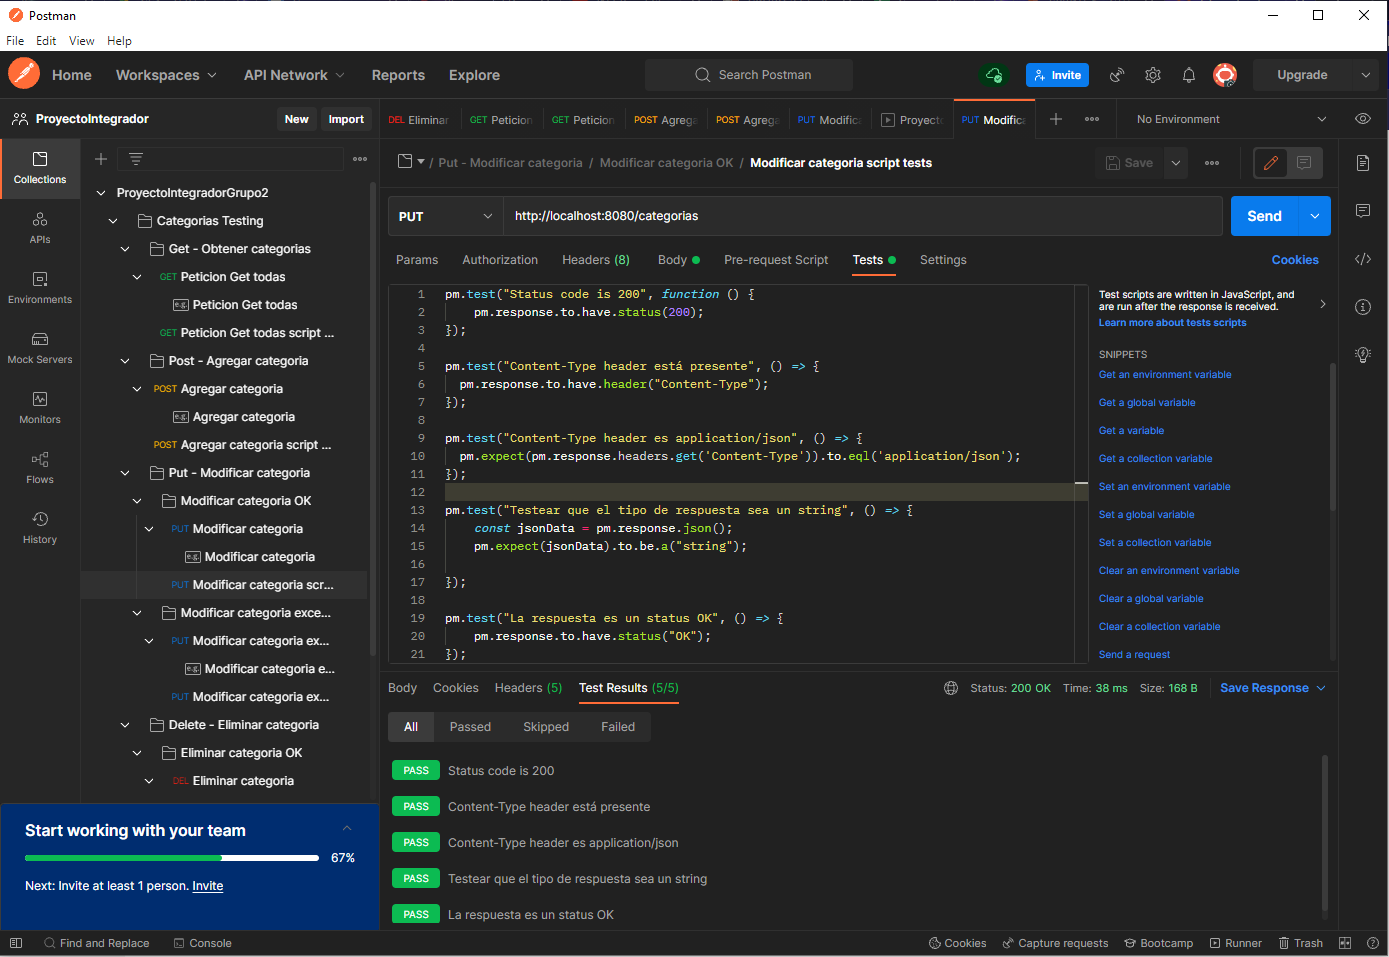 Postman
File Edit View Help
Home Workspaces API Network Reports Explore Search Postman Invite Upgrade
ProyectoIntegrador New Import
DEL Eliminar GET Peticion GET Peticion POST Agrega POST Agrega PUT Modific Proyecto PUT Modifica No Environment
Collections
APIs
Environments
Mock Servers
Monitors
Flows
History
ProyectoIntegradorGrupo2
Categorias Testing
Get - Obtener categorias
GET Peticion Get todas
e.g. Peticion Get todas
GET Peticion Get todas script ...
Post - Agregar categoria
POST Agregar categoria
e.g. Agregar categoria
POST Agregar categoria script ...
Put - Modificar categoria
Modificar categoria OK
PUT Modificar categoria
e.g. Modificar categoria
PUT Modificar categoria scr...
Modificar categoria exce...
PUT Modificar categoria ex...
e.g. Modificar categoria e...
PUT Modificar categoria ex...
Delete - Eliminar categoria
Eliminar categoria OK
DEL Eliminar categoria
Start working with your team
67%
Next: Invite at least 1 person. Invite
/ Put - Modificar categoria / Modificar categoria OK / Modificar categoria script tests Save
PUT http://localhost:8080/categorias Send
Params Authorization Headers (8) Body Pre-request Script Tests Settings Cookies
1 pm.test("Status code is 200", function () {
2 pm.response.to.have.status(200);
3 });
4
5 pm.test("Content-Type header está presente", () => {
6 pm.response.to.have.header("Content-Type");
7 });
8
9 pm.test("Content-Type header es application/json", () => {
10 pm.expect(pm.response.headers.get('Content-Type')).to.eql('application/json');
11 });
12
13 pm.test("Testear que el tipo de respuesta sea un string", () => {
14 const jsonData = pm.response.json();
15 pm.expect(jsonData).to.be.a("string");
16
17 });
18
19 pm.test("La respuesta es un status OK", () => {
20 pm.response.to.have.status("OK");
21 });
Test scripts are written in JavaScript, and
are run after the response is received.
Learn more about tests scripts
SNIPPETS
Get an environment variable
Get a global variable
Get a variable
Get a collection variable
Set an environment variable
Set a global variable
Set a collection variable
Clear an environment variable
Clear a global variable
Clear a collection variable
Send a request
Body Cookies Headers (5) Test Results (5/5) Status: 200 OK Time: 38 ms Size: 168 B Save Response
All Passed Skipped Failed
PASS Status code is 200
PASS Content-Type header está presente
PASS Content-Type header es application/json
PASS Testear que el tipo de respuesta sea un string
PASS La respuesta es un status OK
Find and Replace Console Cookies Capture requests Bootcamp Runner Trash